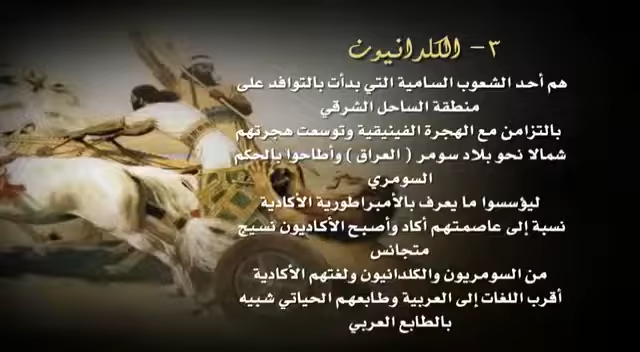 ٣- الكلدانيون
هم أحد الشعوب السامية التي بدأت بالتوافد على
منطقة الساحل الشرقي
بالتزامن مع الهجرة الفينيقية وتوسعت هجرتهم
شمالا نحو بلاد سومر ( العراق ) وأطاحوا بالحكم
السومري
ليؤسسوا ما يعرف بالأمبراطورية الأكادية
نسبة إلى عاصمتهم أكاد وأصبح الأكاديون نسيج
متجانس
من السومريون والكلدانيون ولغتهم الأكادية
أقرب اللغات إلى العربية وطابعهم الحياتي شبيه
بالطابع العربي